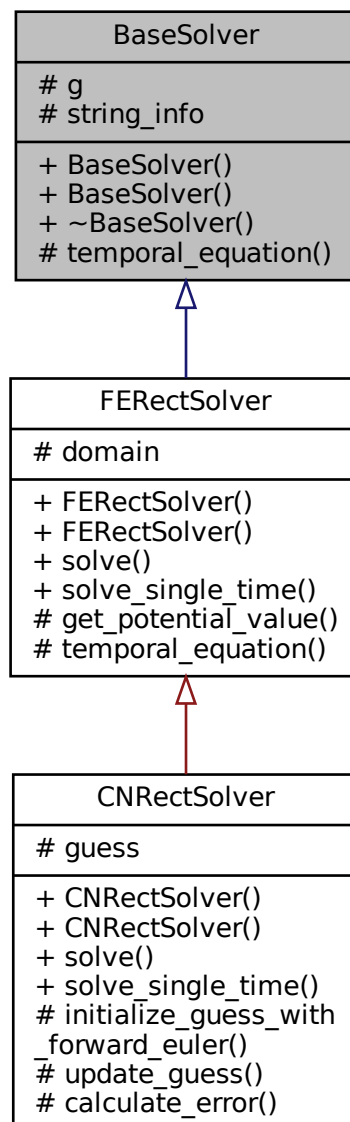 BaseSolver
# g
# string_info
+ BaseSolver()
+ BaseSolver()
+ ~BaseSolver()
# temporal_equation()
FERectSolver
# domain
+ FERectSolver()
+ FERectSolver()
+ solve()
+ solve_single_time()
# get_potential_value()
# temporal_equation()
CNRectSolver
# guess
+ CNRectSolver()
+ CNRectSolver()
+ solve()
+ solve_single_time()
# initialize_guess_with
_forward_euler()
# update_guess()
# calculate_error()